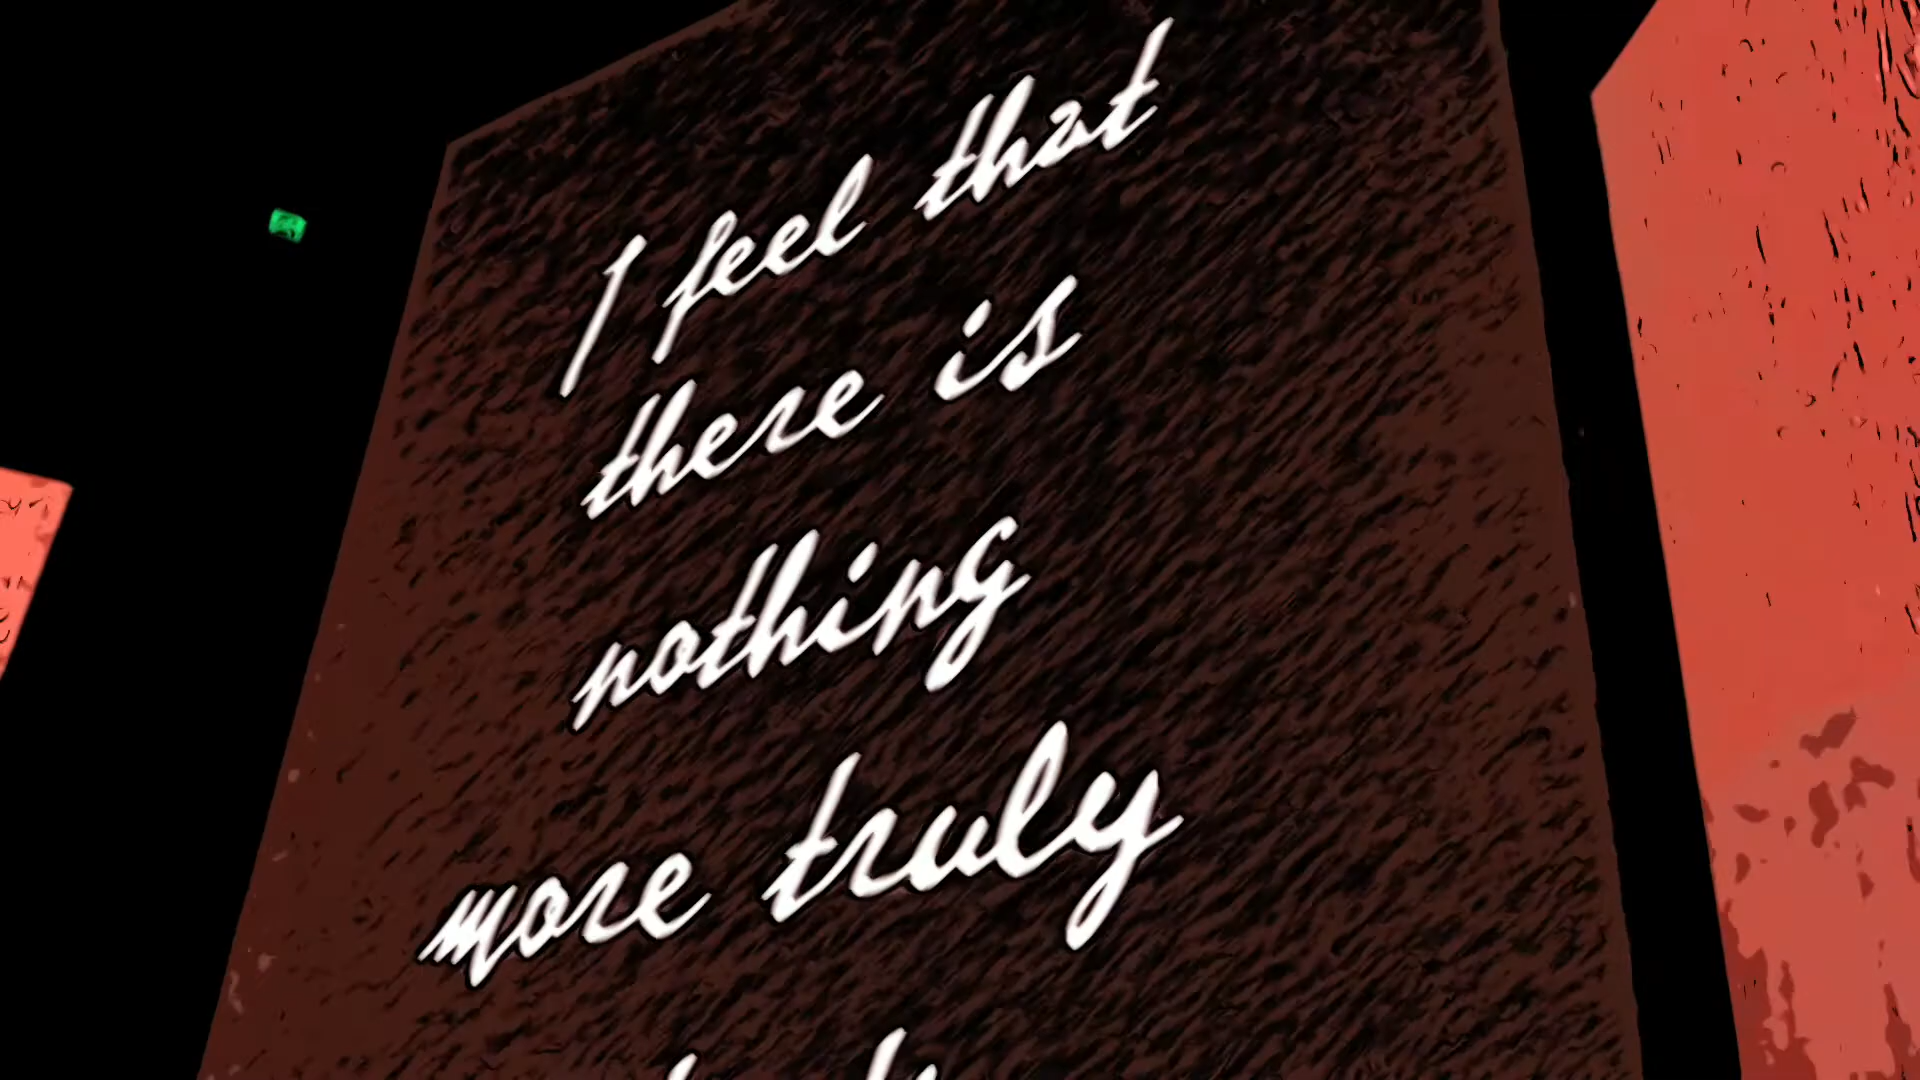 I feel that
there is
nothing
more truly